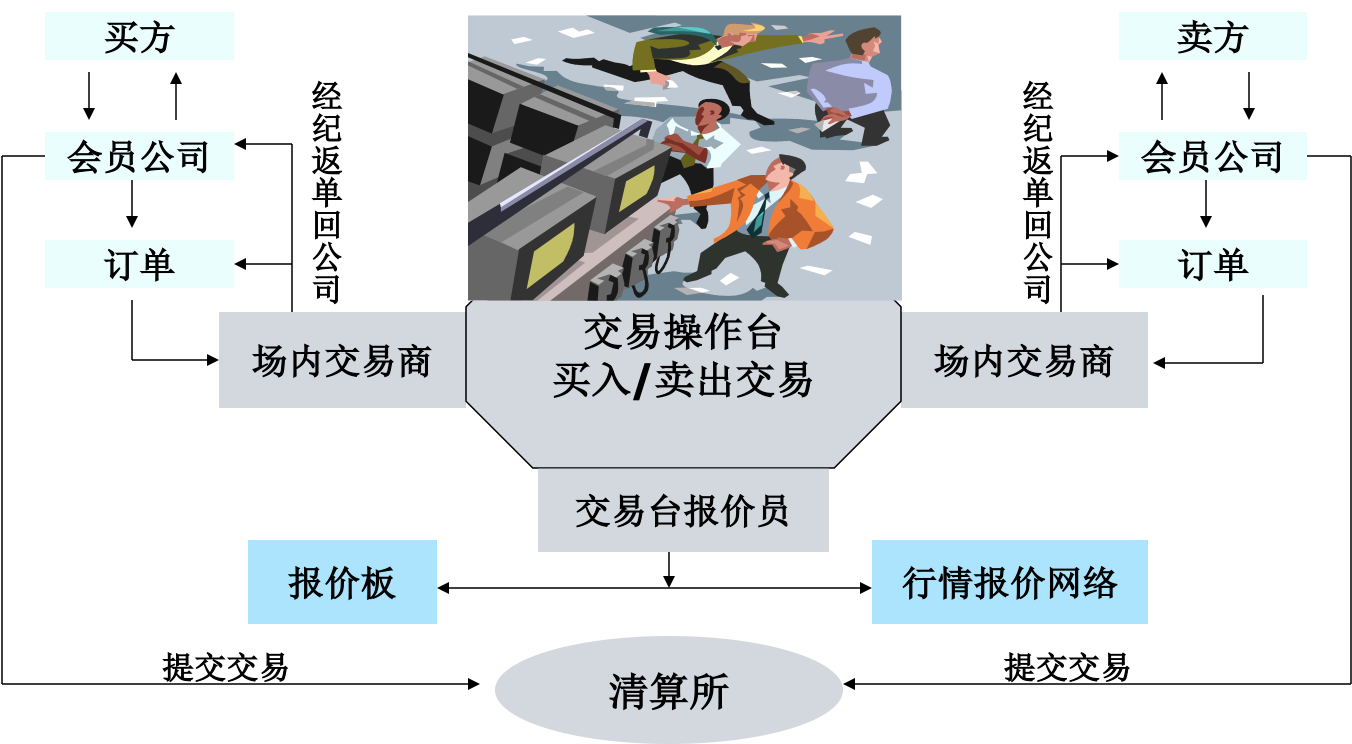 买方
卖方
经纪返单回公司
经纪返单回公司
会员公司
会员公司
订单
订单
场内交易商
交易操作台
买入/卖出交易
场内交易商
交易台报价员
报价板
行情报价网络
提交交易
提交交易
清算所